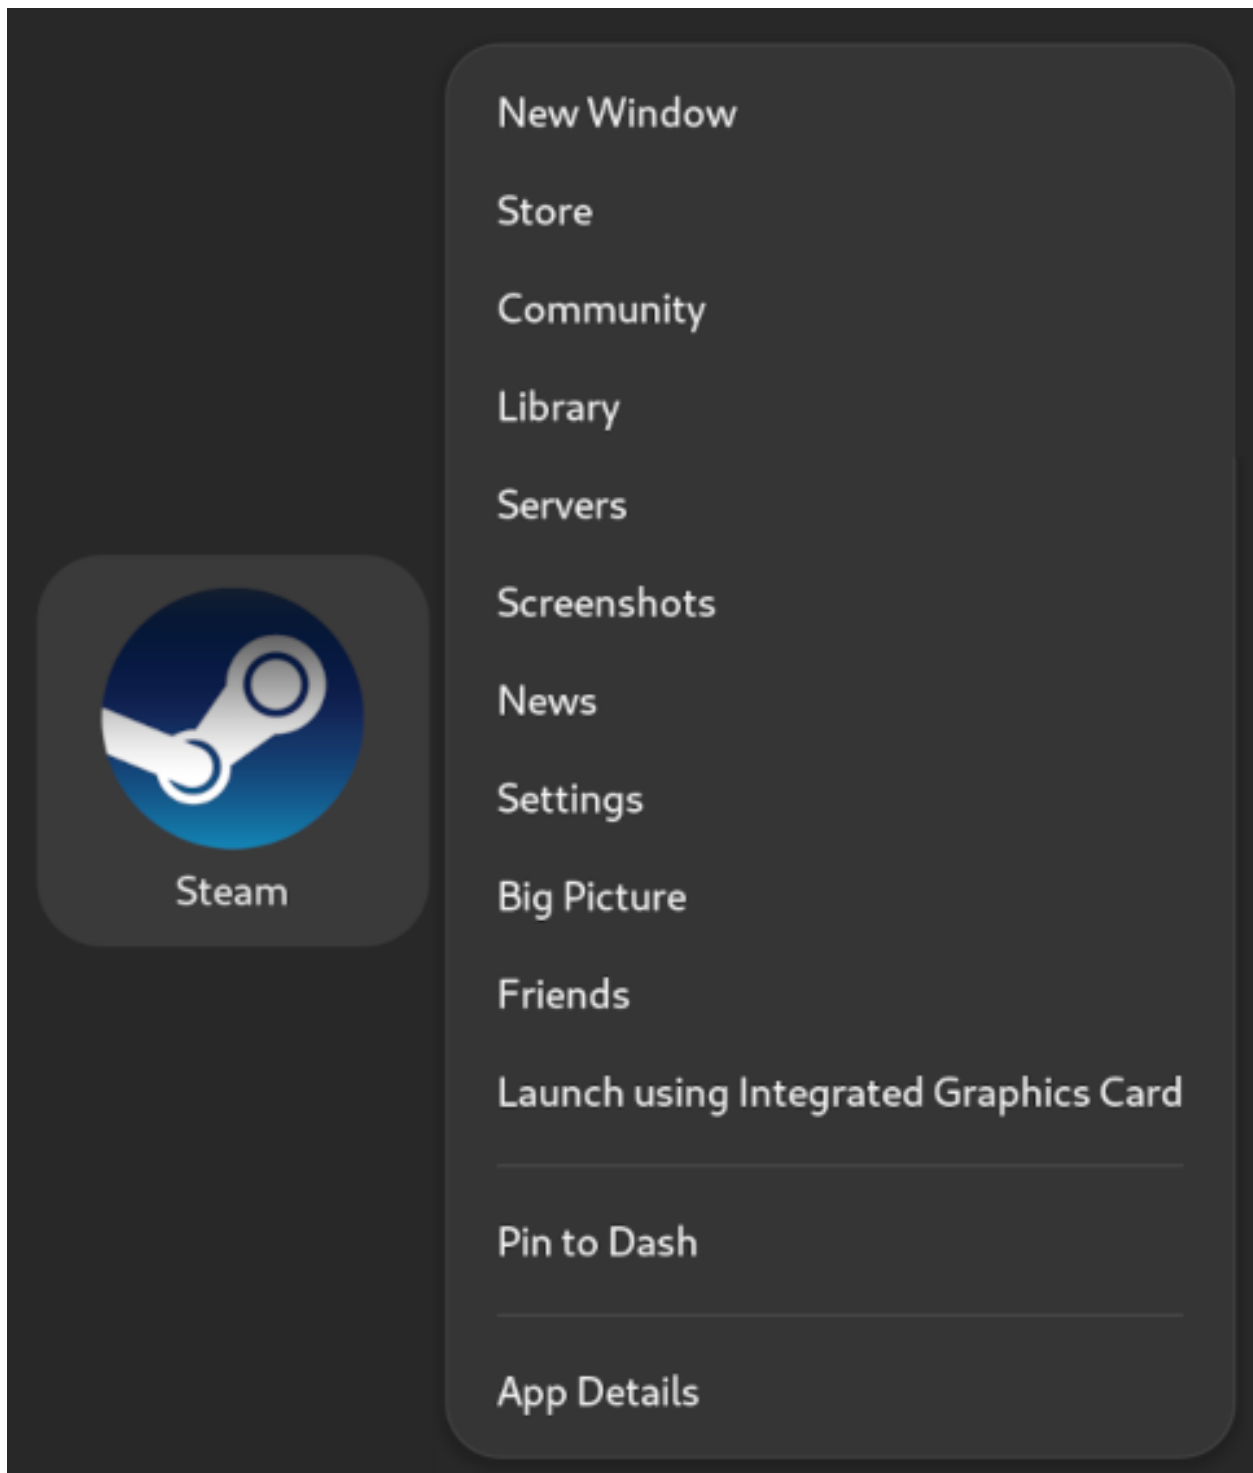 New Window
Store
Community
Library
Servers
Screenshots
News
Settings
Big Picture
Friends
Launch using Integrated Graphics Card
Pin to Dash
App Details
Steam